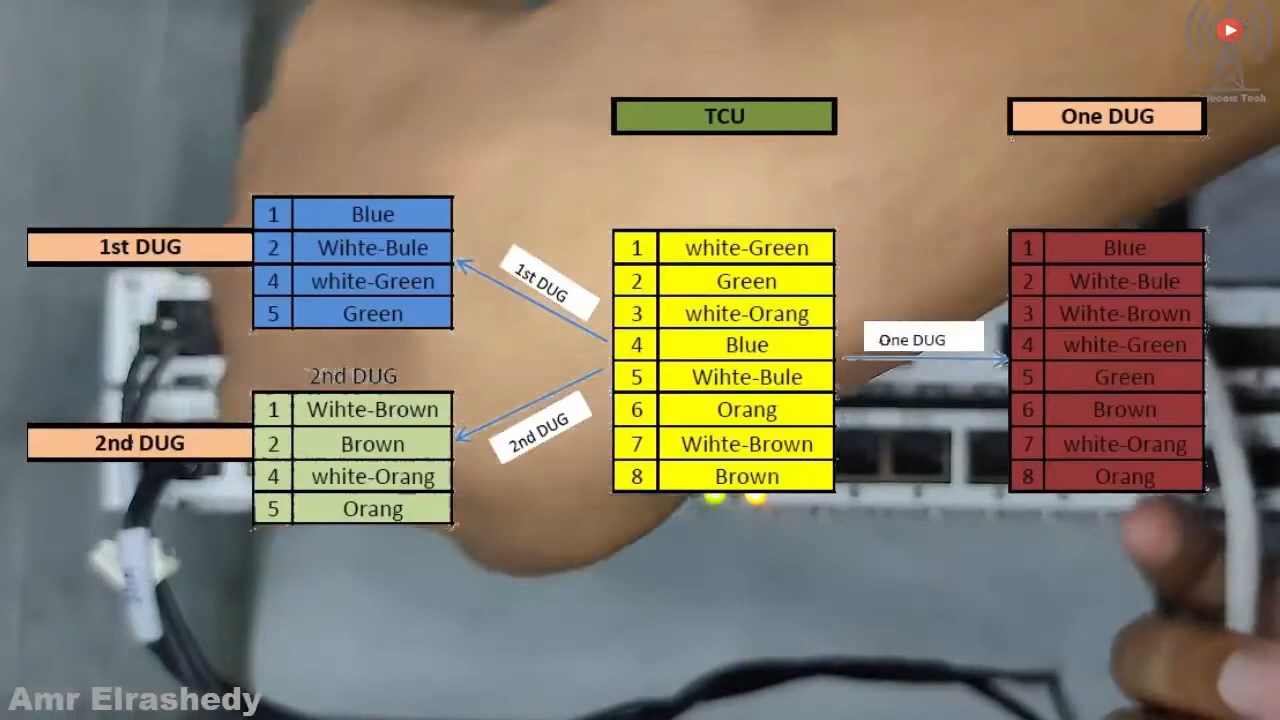 TCU
One DUG
1st DUG
1 Blue
2 Wihte-Bule
4 white-Green
5 Green
2nd DUG
2nd DUG
1 Wihte-Brown
2 Brown
4 white-Orang
5 Orang
1st DUG
2nd DUG
1 white-Green
2 Green
3 white-Orang
4 Blue
5 Wihte-Bule
6 Orang
7 Wihte-Brown
8 Brown
One DUG
1 Blue
2 Wihte-Bule
3 Wihte-Brown
4 white-Green
5 Green
6 Brown
7 white-Orang
8 Orang
Amr Elrashedy
Tech